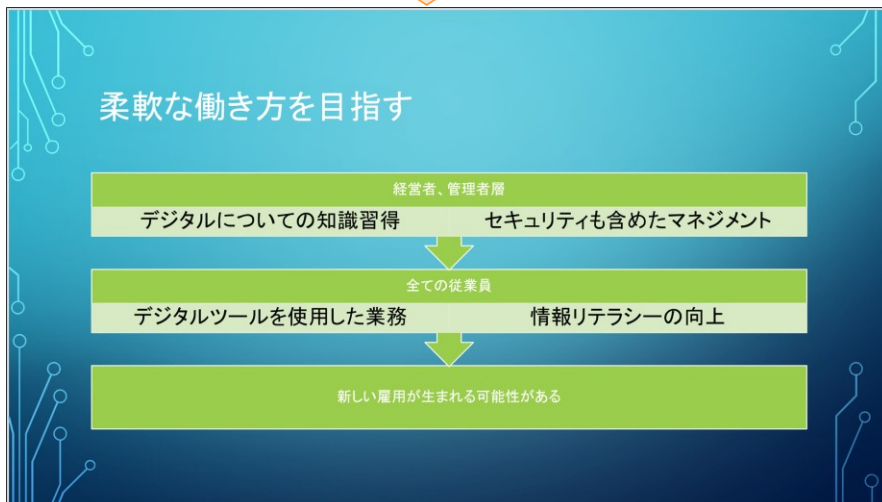 柔軟な働き方を目指す
経営者、管理者層
デジタルについての知識習得
セキュリティも含めたマネジメント
全ての従業員
デジタルツールを使用した業務
情報リテラシーの向上
新しい雇用が生まれる可能性がある